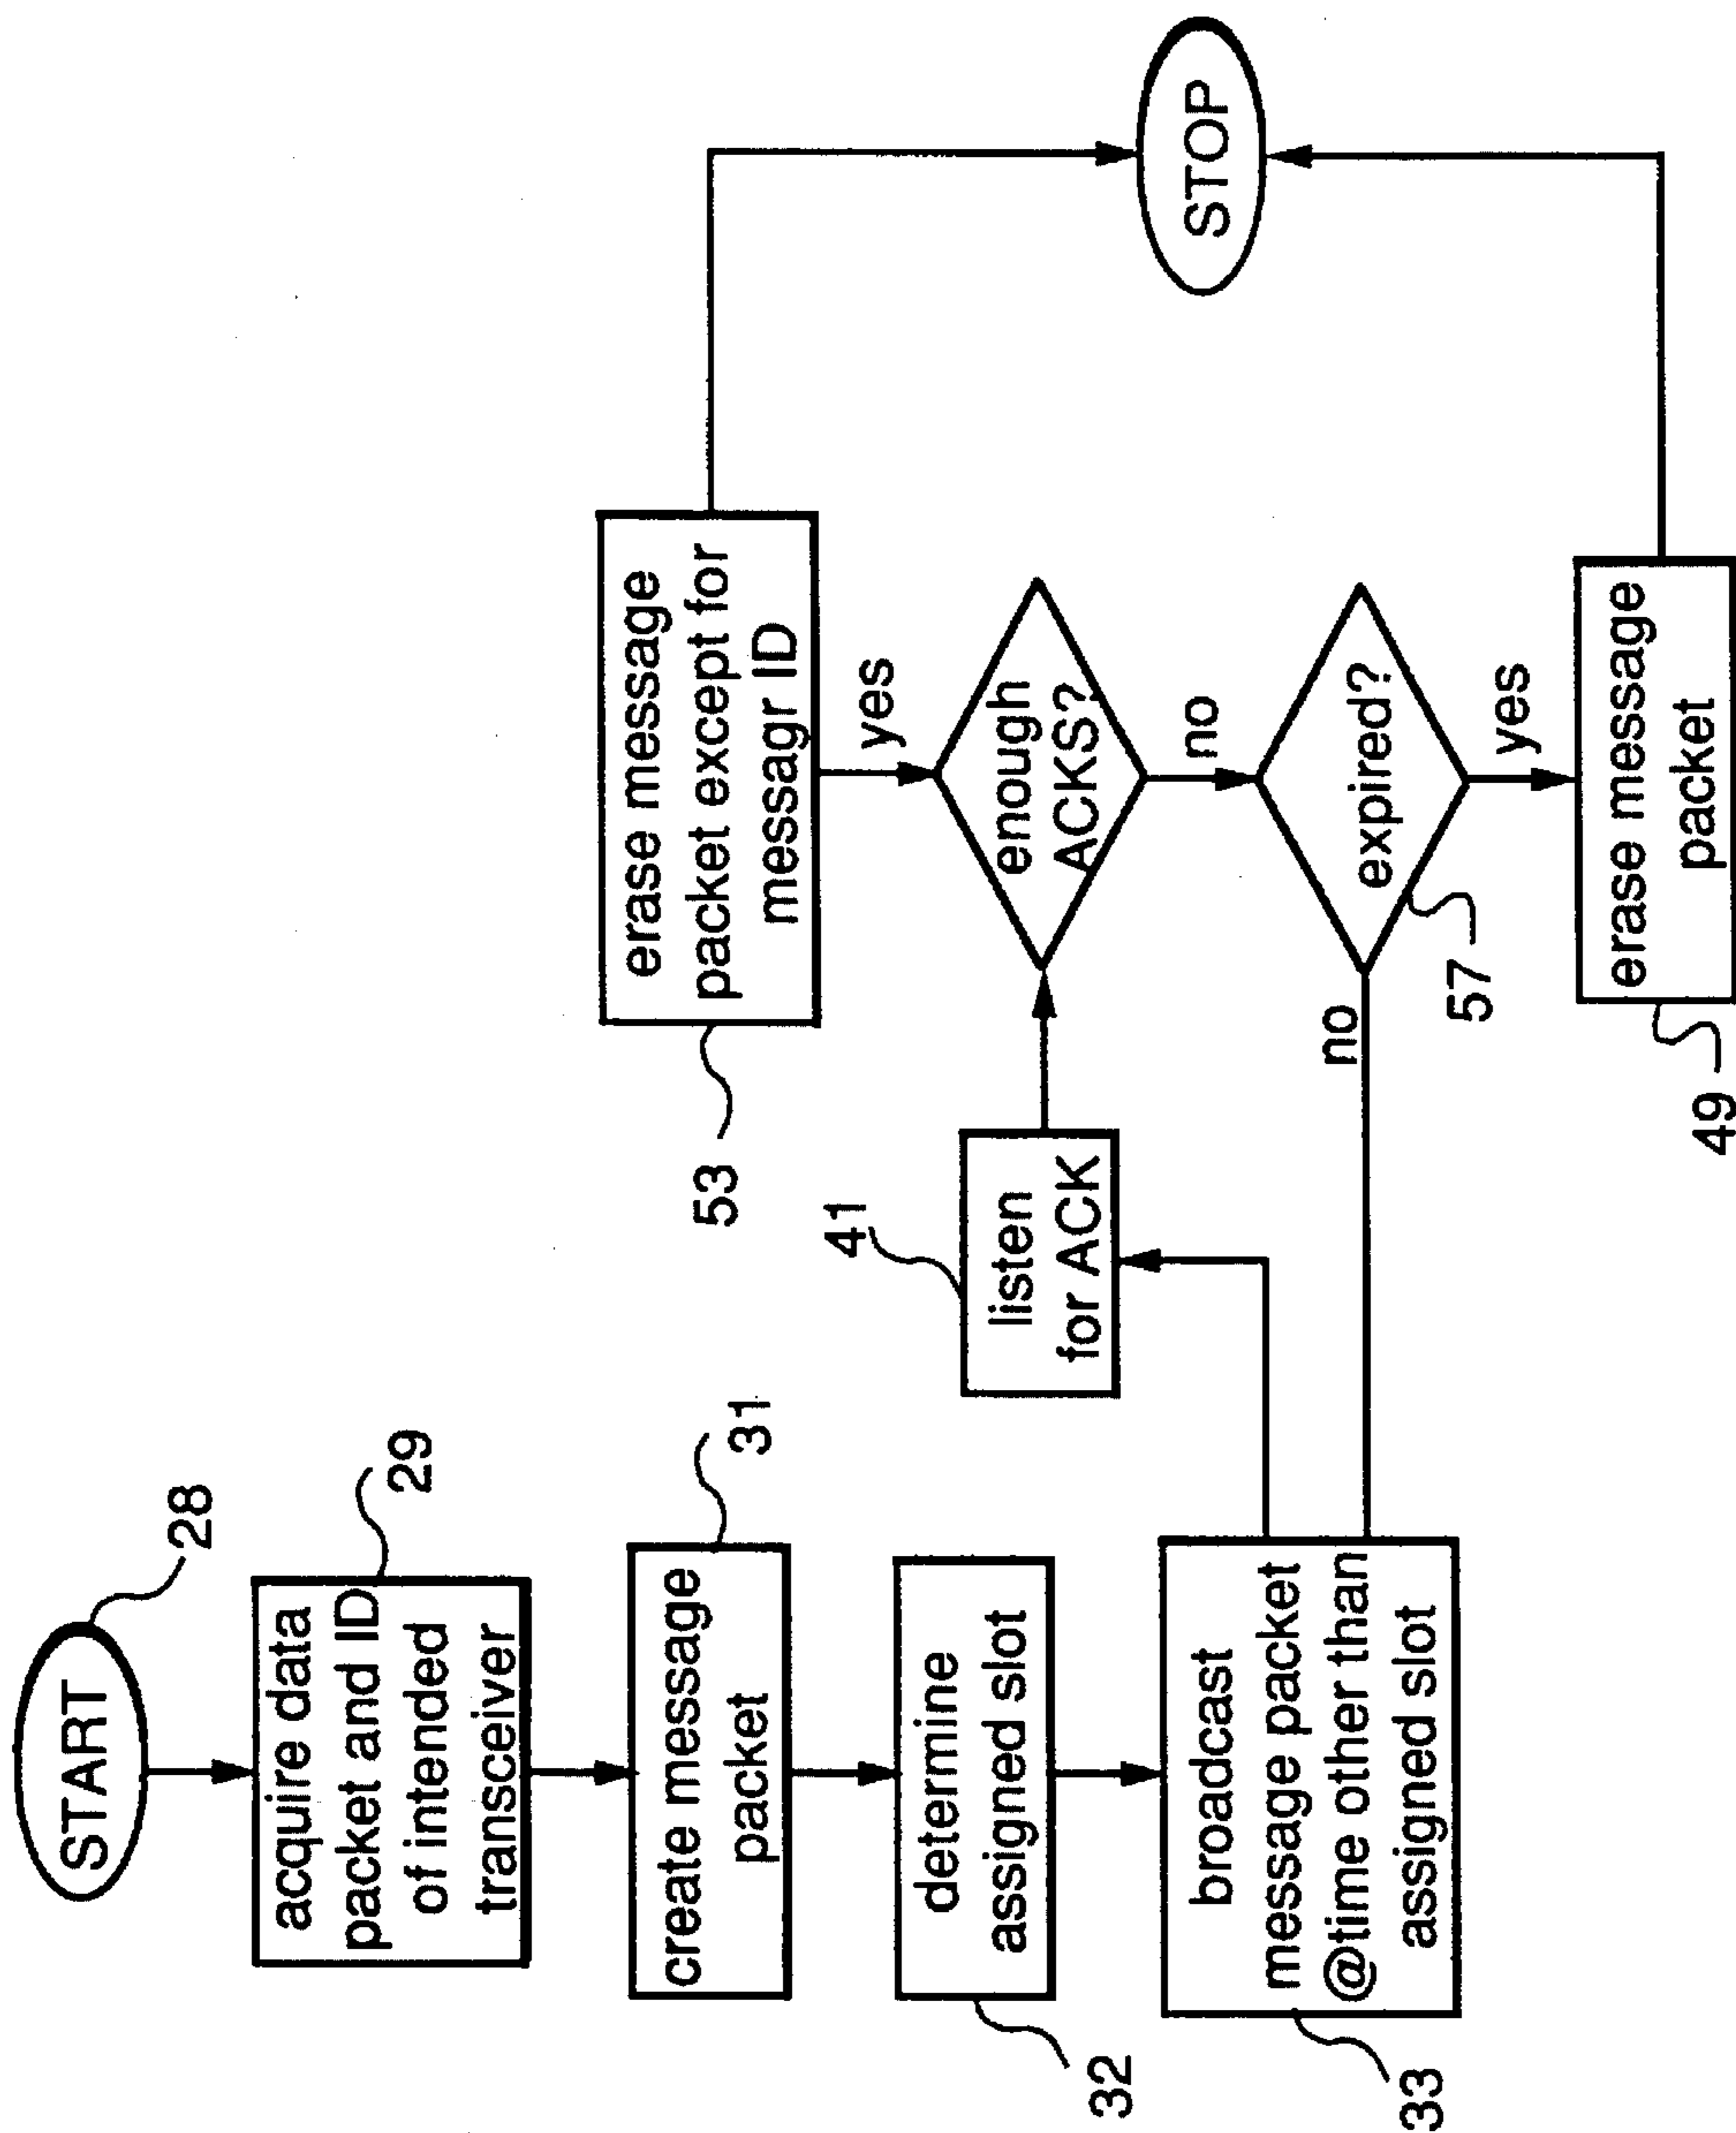 START
28
acquire data
packet and ID
of intended
transceiver
29
create message
packet
31
determine
assigned slot
32
broadcast
message packet
@time other than
assigned slot
33
listen
for ACK
41
erase message
packet except for
messagr ID
53
yes
enough
ACKS?
no
expired?
57
no
yes
erase message
packet
49
STOP